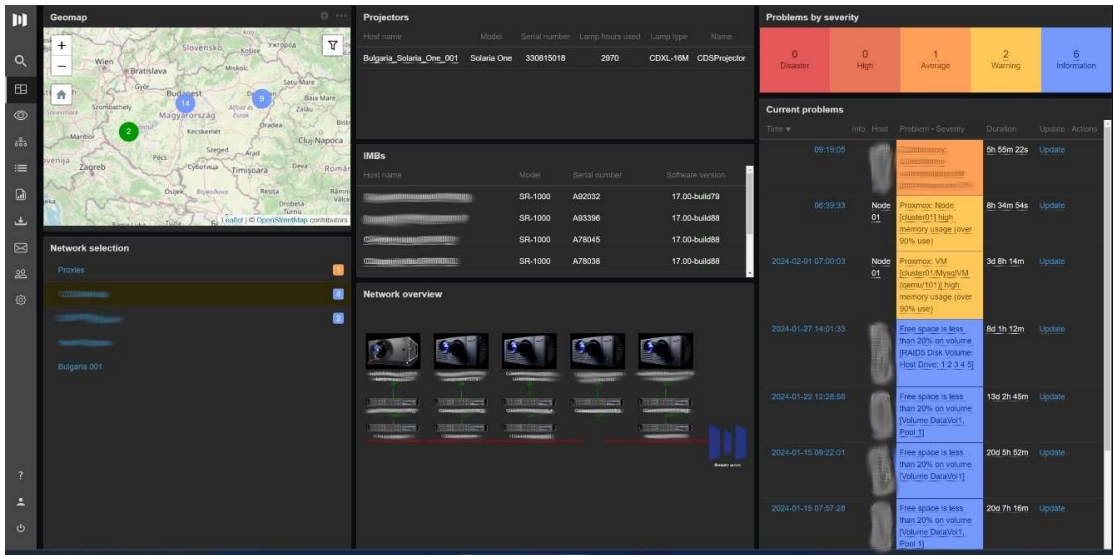 Geomap
+
−
Slovensko
Košice
Ужгород
Wien
Bratislava
Miskolc
Győr
Budapest
Satu Mare
Baia Mare
Szombathely
14
9
Magyarország
Zalău
2
Kecskemét
Oradea
Maribor
Cluj-Napoca
Szeged
Arad
Pécs
Zagreb
Суботица
Timișoara
Deva
Osijek
Reșița
Drobeta-
Turnu
Leaflet | © OpenStreetMap contributors
Network selection
Proxies
1
4
2
Bulgaria 001
Projectors
Host name Model Serial number Lamp hours used Lamp type Name
Bulgaria_Solaria_One_001 Solaria One 330815018 2970 CDXL-16M CDSProjector
IMBs
Host name Model Serial number Software version
SR-1000 A92032 17.00-build79
SR-1000 A93396 17.00-build88
SR-1000 A78045 17.00-build88
SR-1000 A78038 17.00-build88
Network overview
Problems by severity
0
Disaster
0
High
1
Average
2
Warning
6
Information
Current problems
Time ▼ Info Host Problem • Severity Duration Update Actions
09:19:05 5h 55m 22s Update
06:39:33 Node 8h 34m 54s Update
01
Proxmox: Node
[cluster01] high
memory usage (over
90% use)
2024-02-01 07:00:03 Node 3d 8h 14m Update
01
Proxmox: VM
[cluster01/MysqlVM
(qemu/101)] high
memory usage (over
90% use)
2024-01-27 14:01:33 8d 1h 12m Update
Free space is less
than 20% on volume
[RAID5 Disk Volume:
Host Drive: 1 2 3 4 5]
2024-01-22 12:28:58 13d 2h 45m Update
Free space is less
than 20% on volume
[Volume DataVol1,
Pool 1]
2024-01-15 09:22:01 20d 5h 52m Update
Free space is less
than 20% on volume
[Volume DataVol1]
2024-01-15 07:57:28 20d 7h 16m Update
Free space is less
than 20% on volume
[Volume DataVol1,
Pool 1]
?